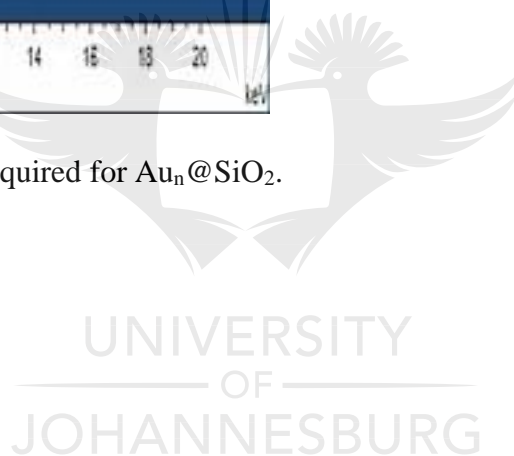 14 16 18 20
keV
quired for Auₙ@SiO₂.
UNIVERSITY
OF
JOHANNESBURG